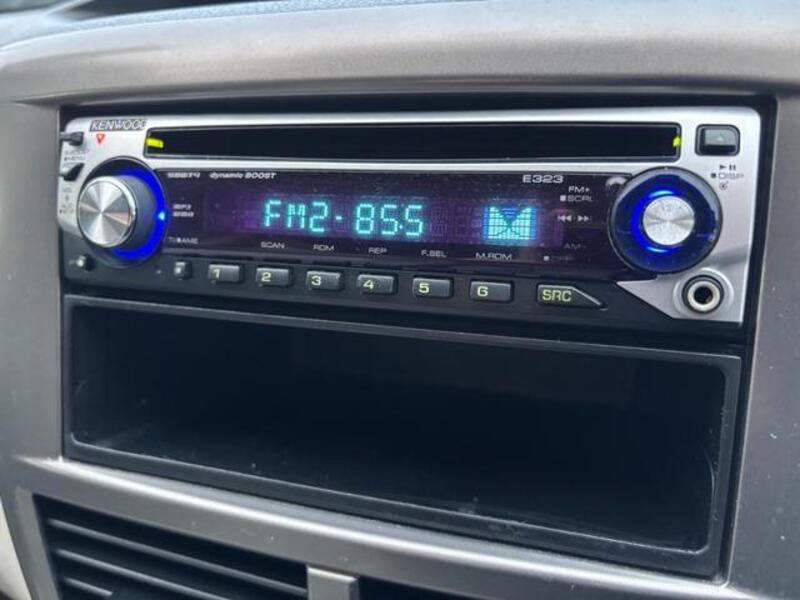 KENWOOD
dynamic BOOST
E323
FM+
SCRL
DISP
FM2- 85.5
AM-
SCAN RDM REP F.SEL M.RDM
1 2 3 4 5 6 SRC